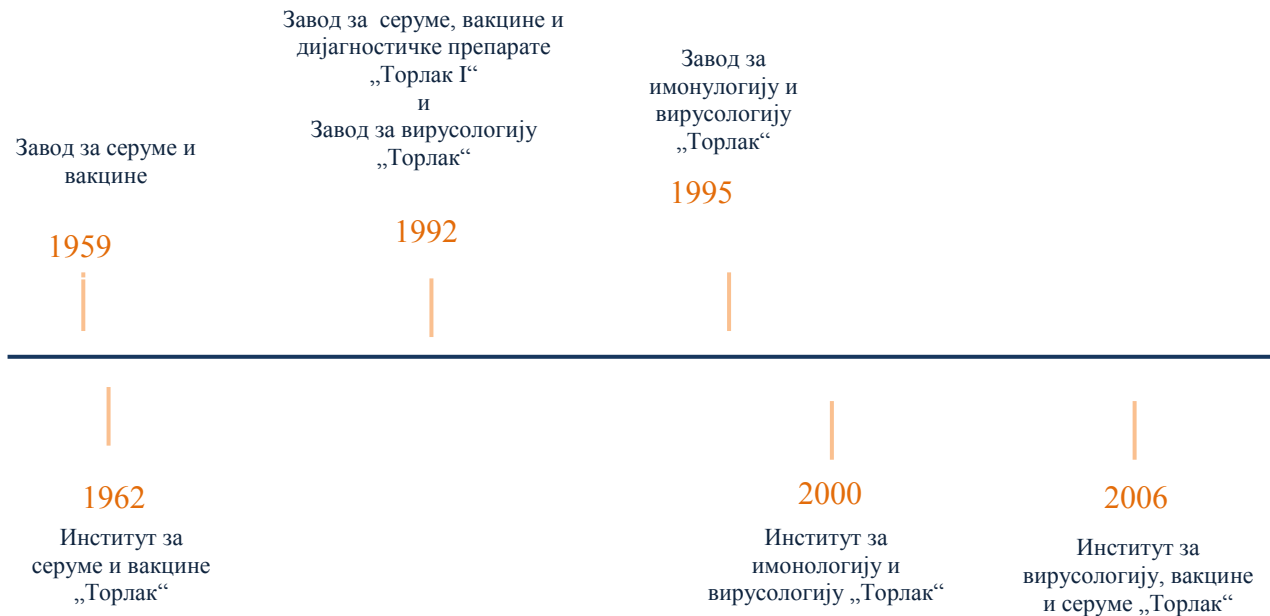 Завод за серуме и
вакцине
1959
Завод за  серуме, вакцине и
дијагностичке препарате
„Торлак I“
и
Завод за вирусологију
„Торлак“
1992
Завод за
имонулогију и
вирусологију
„Торлак“
1995
1962
Институт за
серуме и вакцине
„Торлак“
2000
Институт за
имонологију и
вирусологију „Торлак“
2006
Институт за
вирусологију, вакцине
и серуме „Торлак“